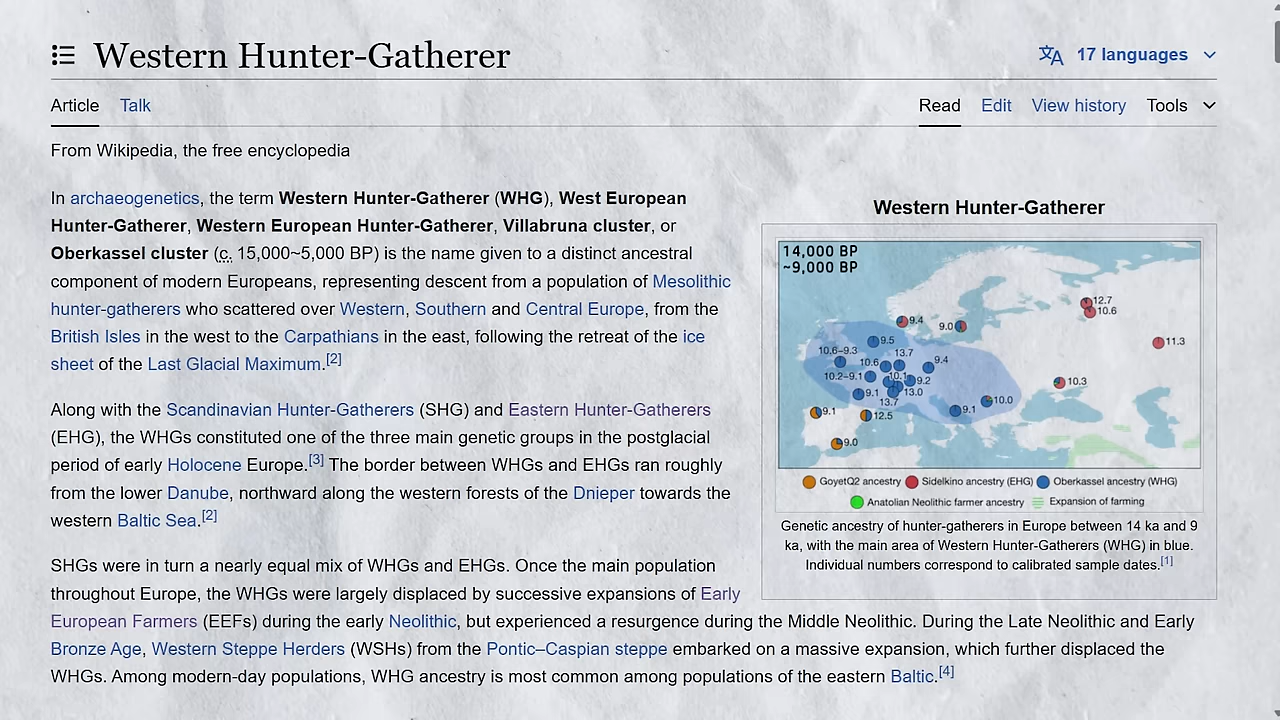 Western Hunter-Gatherer
17 languages
Article Talk
Read Edit View history Tools
From Wikipedia, the free encyclopedia
In archaeogenetics, the term Western Hunter-Gatherer (WHG), West European
Hunter-Gatherer, Western European Hunter-Gatherer, Villabruna cluster, or
Oberkassel cluster (c. 15,000~5,000 BP) is the name given to a distinct ancestral
component of modern Europeans, representing descent from a population of Mesolithic
hunter-gatherers who scattered over Western, Southern and Central Europe, from the
British Isles in the west to the Carpathians in the east, following the retreat of the ice
sheet of the Last Glacial Maximum.[2]
Along with the Scandinavian Hunter-Gatherers (SHG) and Eastern Hunter-Gatherers
(EHG), the WHGs constituted one of the three main genetic groups in the postglacial
period of early Holocene Europe.[3] The border between WHGs and EHGs ran roughly
from the lower Danube, northward along the western forests of the Dnieper towards the
western Baltic Sea.[2]
Western Hunter-Gatherer
14,000 BP
~9,000 BP
12.7
10.6
9.4
9.0
11.3
9.5
10.6–9.3
13.7
10.6
9.4
10.2–9.1
10.1
9.2
10.3
9.1
13.0
13.7
10.0
9.1
9.1
12.5
9.0
GoyetQ2 ancestry Sidelkino ancestry (EHG) Oberkassel ancestry (WHG)
Anatolian Neolithic farmer ancestry Expansion of farming
Genetic ancestry of hunter-gatherers in Europe between 14 ka and 9
ka, with the main area of Western Hunter-Gatherers (WHG) in blue.
Individual numbers correspond to calibrated sample dates.[1]
SHGs were in turn a nearly equal mix of WHGs and EHGs. Once the main population
throughout Europe, the WHGs were largely displaced by successive expansions of Early
European Farmers (EEFs) during the early Neolithic, but experienced a resurgence during the Middle Neolithic. During the Late Neolithic and Early
Bronze Age, Western Steppe Herders (WSHs) from the Pontic–Caspian steppe embarked on a massive expansion, which further displaced the
WHGs. Among modern-day populations, WHG ancestry is most common among populations of the eastern Baltic.[4]